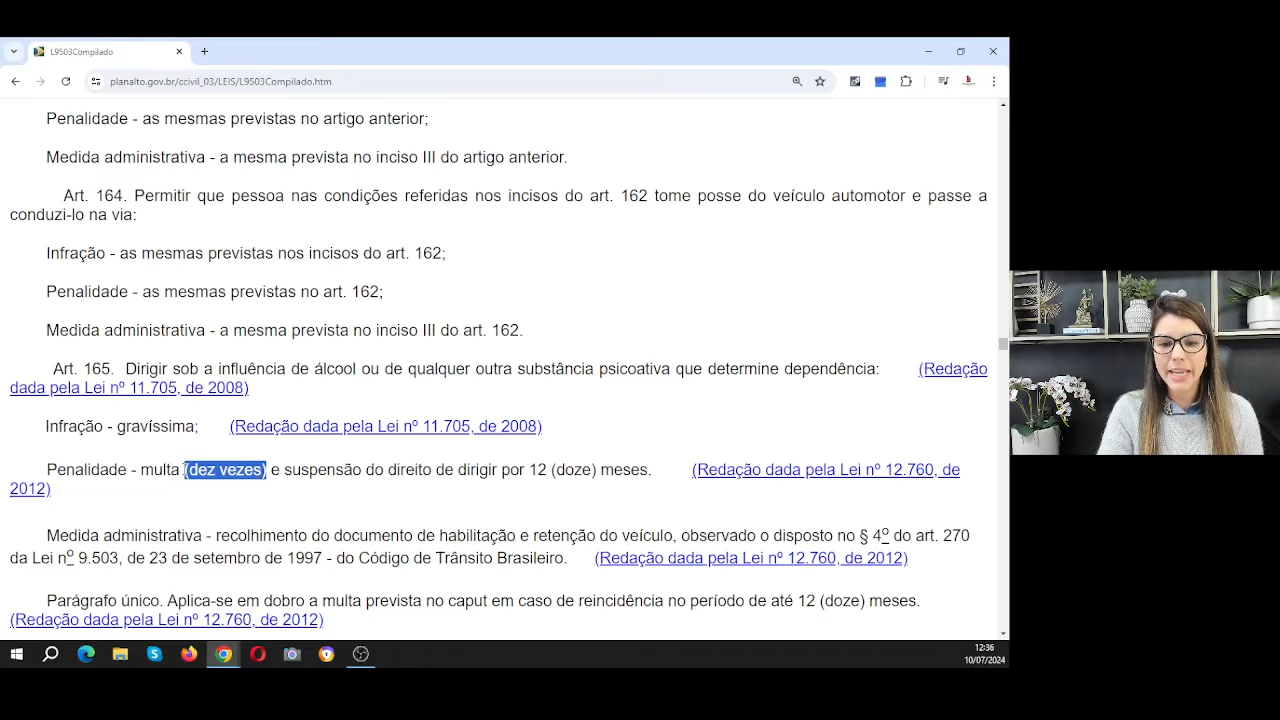 L9503Compilado
planalto.gov.br/ccivil_03/LEIS/L9503Compilado.htm
Penalidade - as mesmas previstas no artigo anterior;
Medida administrativa - a mesma prevista no inciso III do artigo anterior.
Art. 164. Permitir que pessoa nas condições referidas nos incisos do art. 162 tome posse do veículo automotor e passe a
conduzi-lo na via:
Infração - as mesmas previstas nos incisos do art. 162;
Penalidade - as mesmas previstas no art. 162;
Medida administrativa - a mesma prevista no inciso III do art. 162.
Art. 165. Dirigir sob a influência de álcool ou de qualquer outra substância psicoativa que determine dependência: (Redação
dada pela Lei nº 11.705, de 2008)
Infração - gravíssima; (Redação dada pela Lei nº 11.705, de 2008)
Penalidade - multa (dez vezes) e suspensão do direito de dirigir por 12 (doze) meses. (Redação dada pela Lei nº 12.760, de
2012)
Medida administrativa - recolhimento do documento de habilitação e retenção do veículo, observado o disposto no § 4º do art. 270
da Lei nº 9.503, de 23 de setembro de 1997 - do Código de Trânsito Brasileiro. (Redação dada pela Lei nº 12.760, de 2012)
Parágrafo único. Aplica-se em dobro a multa prevista no caput em caso de reincidência no período de até 12 (doze) meses.
(Redação dada pela Lei nº 12.760, de 2012)
12:36
10/07/2024